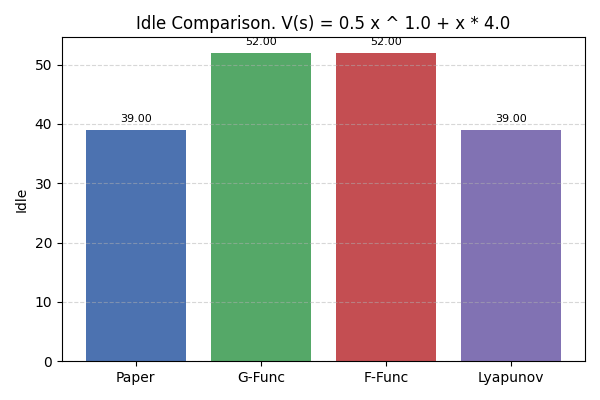 Idle Comparison. V(s) = 0.5 x ^ 1.0 + x * 4.0
Idle
50
40
30
20
10
0
39.00
52.00
52.00
39.00
Paper
G-Func
F-Func
Lyapunov